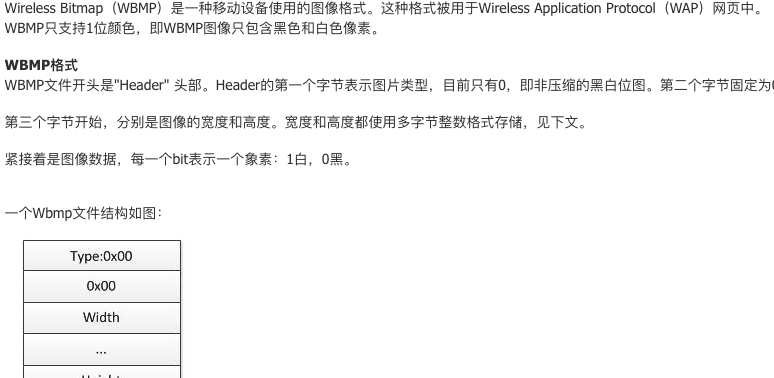 Wireless Bitmap（WBMP）是一种移动设备使用的图像格式。这种格式被用于Wireless Application Protocol（WAP）网页中。
WBMP只支持1位颜色，即WBMP图像只包含黑色和白色像素。
WBMP格式
WBMP文件开头是"Header" 头部。Header的第一个字节表示图片类型，目前只有0，即非压缩的黑白位图。第二个字节固定为
第三个字节开始，分别是图像的宽度和高度。宽度和高度都使用多字节整数格式存储，见下文。
紧接着是图像数据，每一个bit表示一个象素：1白，0黑。
一个Wbmp文件结构如图：
Type:0x00
0x00
Width
...